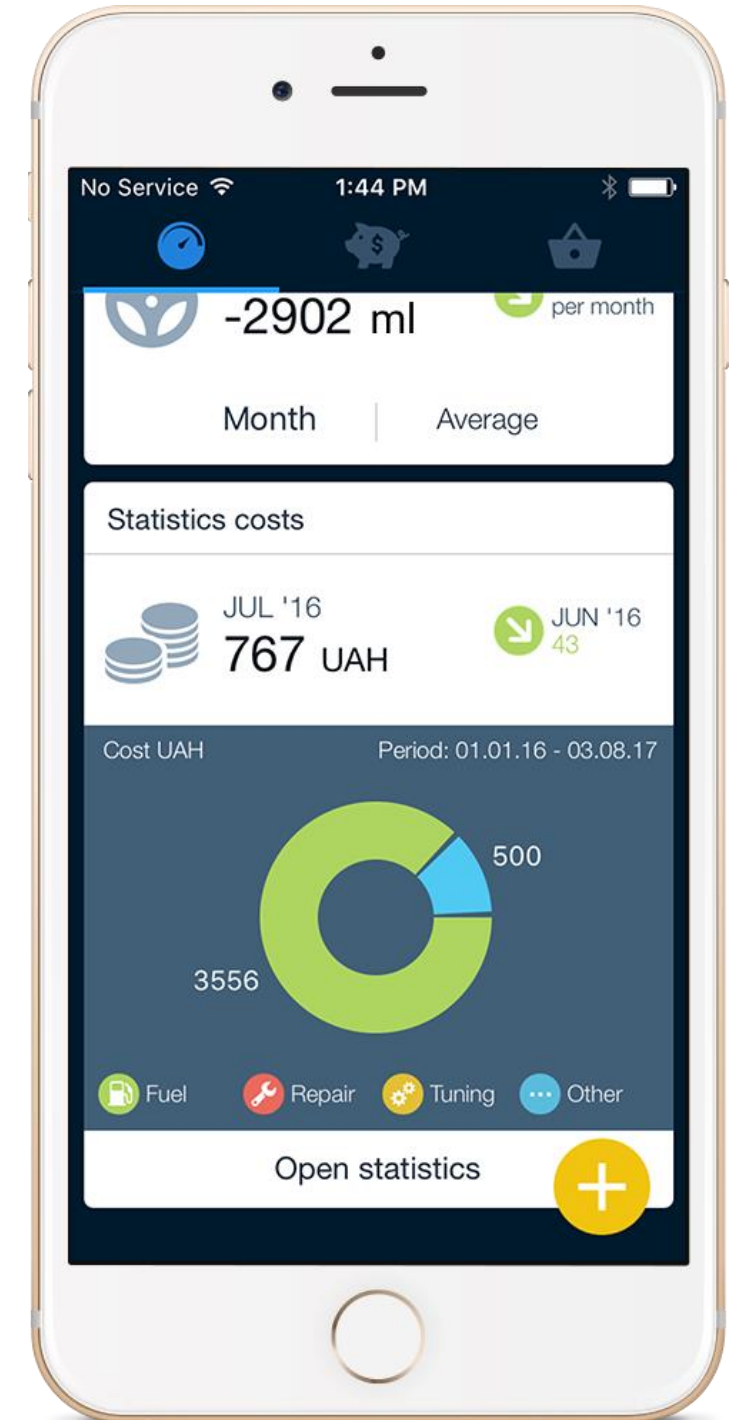 No Service 1:44 PM
-2902 ml per month
Month Average
Statistics costs
JUL '16 JUN '16
767 UAH 43
Cost UAH Period: 01.01.16 - 03.08.17
500
3556
Fuel Repair Tuning Other
Open statistics